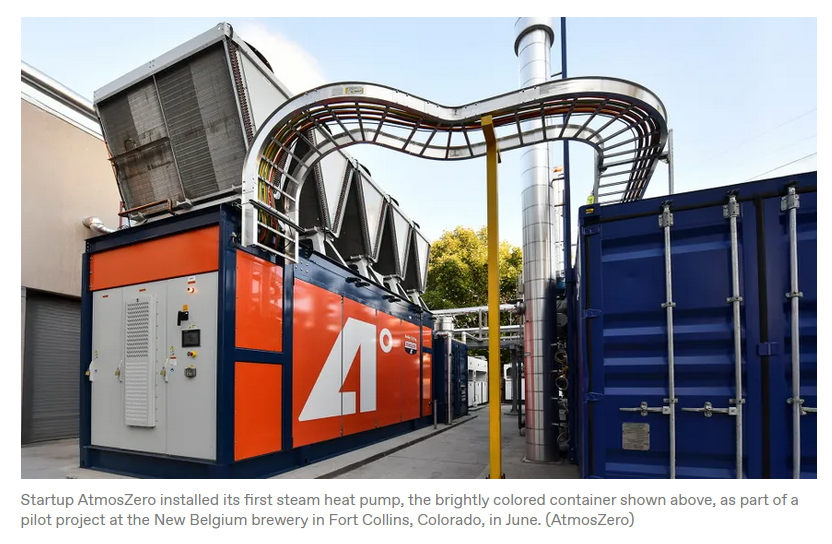 A°
Startup AtmosZero installed its first steam heat pump, the brightly colored container shown above, as part of a
pilot project at the New Belgium brewery in Fort Collins, Colorado, in June. (AtmosZero)